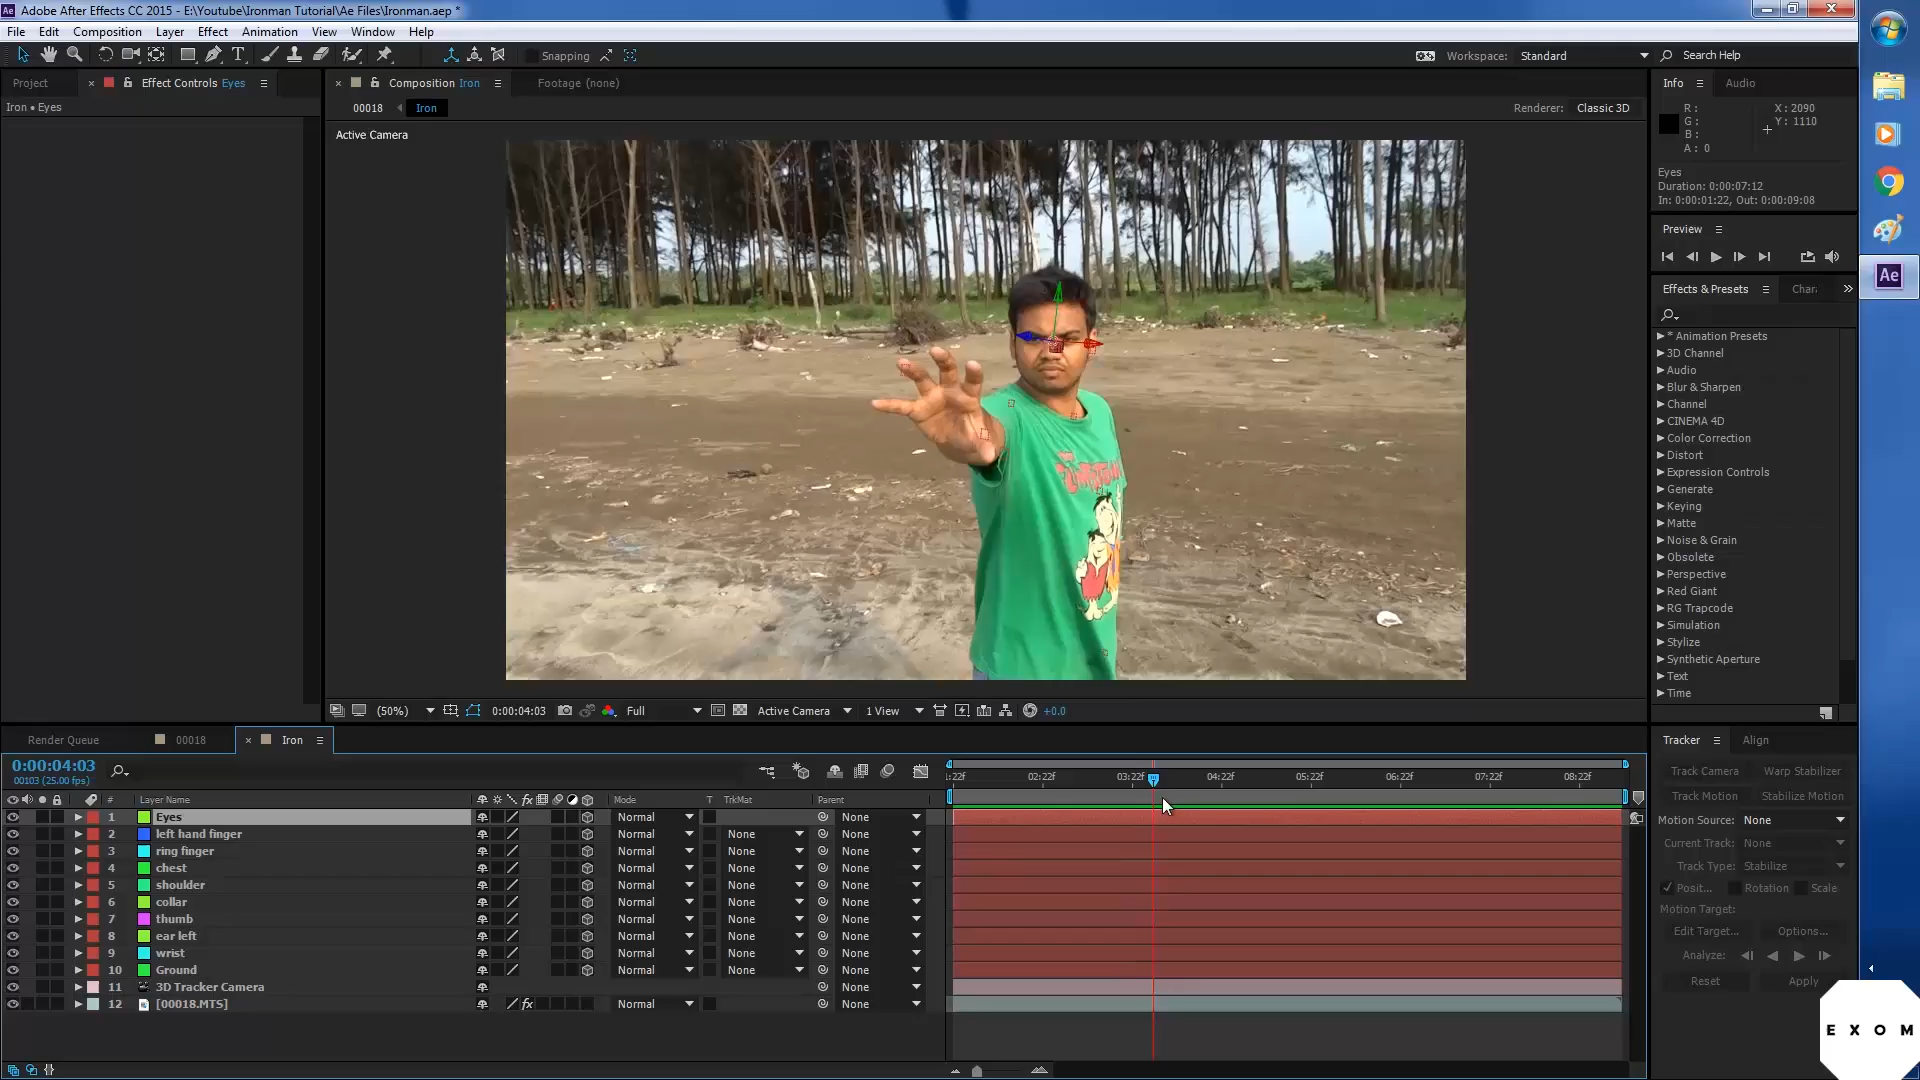 Ae Adobe After Effects CC 2015 - E:\Youtube\Ironman Tutorial\Ae Files\Ironman.aep *
File Edit Composition Layer Effect Animation View Window Help
Snapping
Workspace: Standard
Search Help
Project
Effect Controls Eyes
Composition Iron
Footage (none)
Iron • Eyes
00018 Iron
Renderer: Classic 3D
Active Camera
Info Audio
R: X: 2090
G: Y: 1110
B:
A: 0
Eyes
Duration: 0:00:07:12
In: 0:00:01:22, Out: 0:00:09:08
Preview
Effects & Presets Char
* Animation Presets
3D Channel
Audio
Blur & Sharpen
Channel
CINEMA 4D
Color Correction
Distort
Expression Controls
Generate
Keying
Matte
Noise & Grain
Obsolete
Perspective
Red Giant
RG Trapcode
Simulation
Stylize
Synthetic Aperture
Text
Time
(50%) 0:00:04:03 Full Active Camera 1 View +0.0
Render Queue 00018 Iron
0:00:04:03
00103 (25.00 fps)
1:22f 02:22f 03:22f 04:22f 05:22f 06:22f 07:22f 08:22f
# Layer Name fx Mode T TrkMat Parent
1 Eyes Normal None
2 left hand finger Normal None None
3 ring finger Normal None None
4 chest Normal None None
5 shoulder Normal None None
6 collar Normal None None
7 thumb Normal None None
8 ear left Normal None None
9 wrist Normal None None
10 Ground Normal None None
11 3D Tracker Camera None
12 [00018.MTS] fx Normal None
Tracker Align
Track Camera Warp Stabilizer
Track Motion Stabilize Motion
Motion Source: None
Current Track: None
Track Type: Stabilize
Posit... Rotation Scale
Motion Target:
Edit Target... Options...
Analyze:
Reset Apply
Ae
EXOM